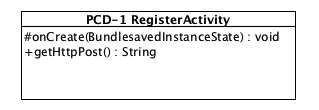 PCD-1 RegisterActivity
#onCreate(BundlesavedInstanceState) : void
+getHttpPost() : String